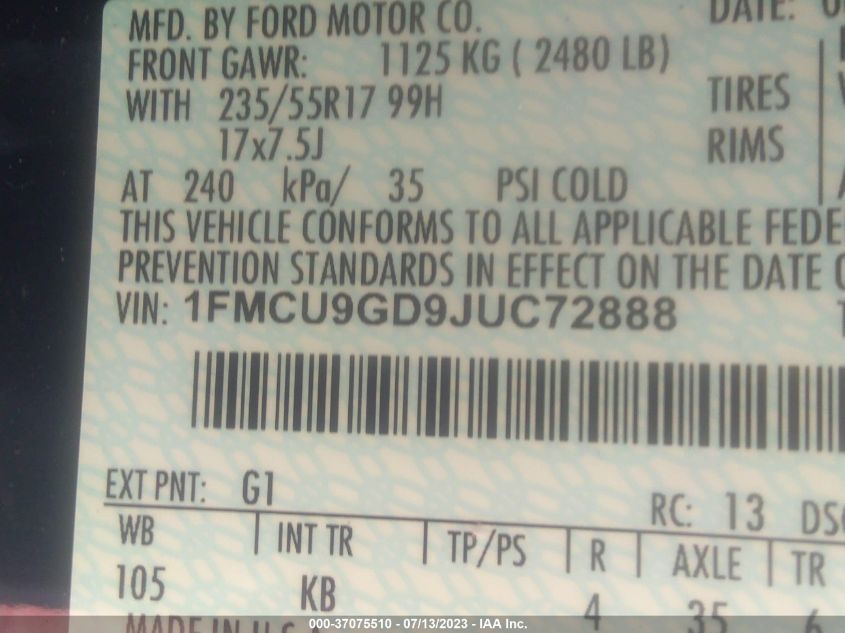 MFD. BY FORD MOTOR CO. DATE:
FRONT GAWR: 1125 KG ( 2480 LB)
WITH 235/55R17 99H TIRES
17x7.5J RIMS
AT 240 kPa/ 35 PSI COLD
THIS VEHICLE CONFORMS TO ALL APPLICABLE FEDE
PREVENTION STANDARDS IN EFFECT ON THE DATE
VIN: 1FMCU9GD9JUC72888
EXT PNT: G1 RC: 13 DSO
WB INT TR TP/PS R AXLE TR
105 KB 4 35 6
MADE IN U.S.A.
000-37075510 - 07/13/2023 - IAA Inc.